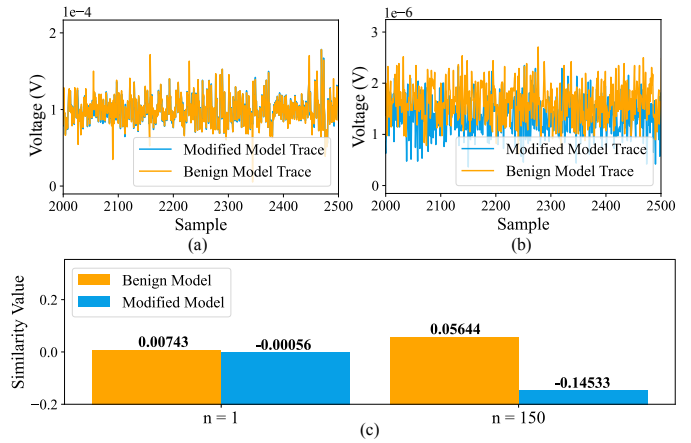 1e−4
Voltage (V)
2
1
0
2000 2100 2200 2300 2400 2500
Sample
Modified Model Trace
Benign Model Trace
(a)
1e−6
Voltage (V)
3
2
1
0
2000 2100 2200 2300 2400 2500
Sample
Modified Model Trace
Benign Model Trace
(b)
Similarity Value
0.2
0.0
−0.2
Benign Model
Modified Model
0.00743
-0.00056
0.05644
-0.14533
n = 1
n = 150
(c)